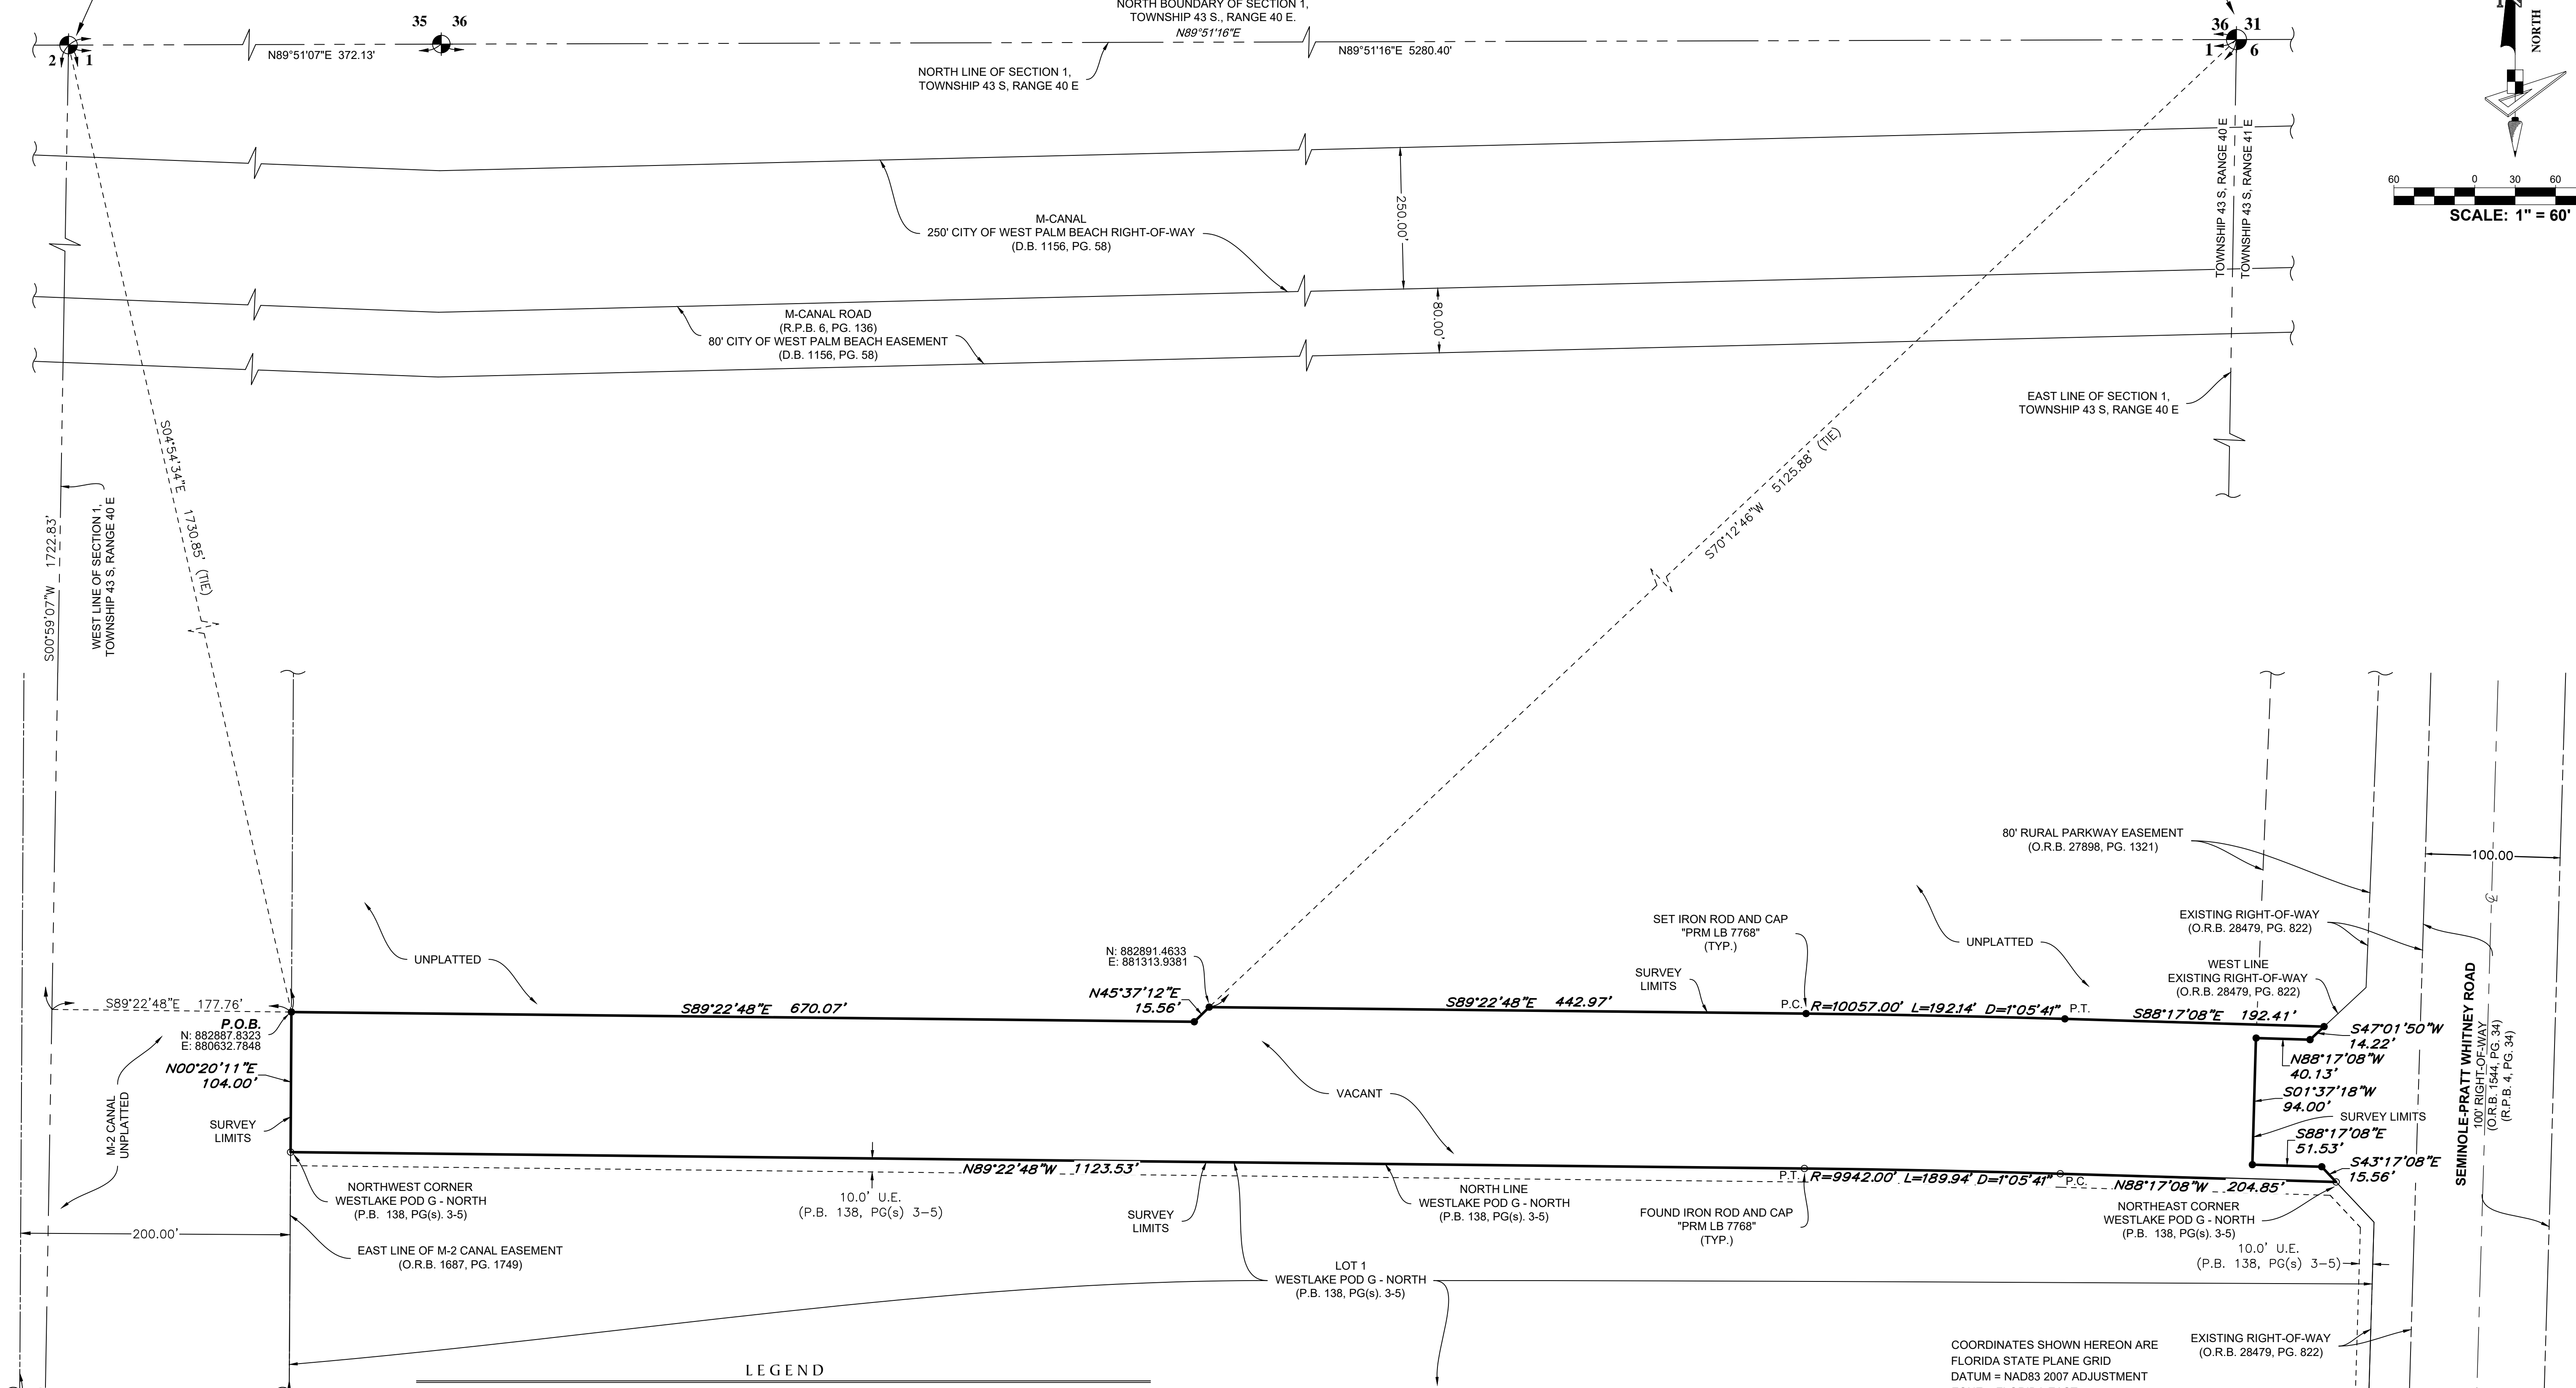 NORTH BOUNDARY OF SECTION 1,
TOWNSHIP 43 S., RANGE 40 E.
N89°51'16"E
35 36
2 1
N89°51'07"E 372.13'
NORTH LINE OF SECTION 1,
TOWNSHIP 43 S, RANGE 40 E
N89°51'16"E 5280.40'
36 31
1 6
NORTH
60 0 30 60
SCALE: 1" = 60'
TOWNSHIP 43 S, RANGE 40 E
TOWNSHIP 43 S, RANGE 41 E
M-CANAL
250' CITY OF WEST PALM BEACH RIGHT-OF-WAY
(D.B. 1156, PG. 58)
250.00'
M-CANAL ROAD
(R.P.B. 6, PG. 136)
80' CITY OF WEST PALM BEACH EASEMENT
(D.B. 1156, PG. 58)
80.00'
EAST LINE OF SECTION 1,
TOWNSHIP 43 S, RANGE 40 E
S00°59'07"W 1722.83'
WEST LINE OF SECTION 1,
TOWNSHIP 43 S, RANGE 40 E
S04°54'34"E 1730.85' (TIE)
S70°12'46"W 5125.88' (TIE)
80' RURAL PARKWAY EASEMENT
(O.R.B. 27898, PG. 1321)
100.00
EXISTING RIGHT-OF-WAY
(O.R.B. 28479, PG. 822)
WEST LINE
EXISTING RIGHT-OF-WAY
(O.R.B. 28479, PG. 822)
UNPLATTED
UNPLATTED
SET IRON ROD AND CAP
"PRM LB 7768"
(TYP.)
N: 882891.4633
E: 881313.9381
SURVEY
LIMITS
S89°22'48"E 177.76'
P.O.B.
N: 882887.8323
E: 880632.7848
S89°22'48"E 670.07'
N45°37'12"E
15.56'
S89°22'48"E 442.97'
P.C.
R=10057.00' L=192.14' D=1°05'41"
P.T.
S88°17'08"E 192.41'
S47°01'50"W
14.22'
N88°17'08"W
40.13'
S01°37'18"W
94.00'
SURVEY LIMITS
S88°17'08"E
51.53'
S43°17'08"E
15.56'
N00°20'11"E
104.00'
SURVEY
LIMITS
M-2 CANAL
UNPLATTED
VACANT
SEMINOLE-PRATT WHITNEY ROAD
100' RIGHT-OF-WAY
(O.R.B. 1544, PG. 34)
(R.P.B. 4, PG. 34)
N89°22'48"W 1123.53'
P.T.
R=9942.00' L=189.94' D=1°05'41"
P.C.
N88°17'08"W 204.85'
NORTHWEST CORNER
WESTLAKE POD G - NORTH
(P.B. 138, PG(s). 3-5)
10.0' U.E.
(P.B. 138, PG(s) 3-5)
SURVEY
LIMITS
NORTH LINE
WESTLAKE POD G - NORTH
(P.B. 138, PG(s). 3-5)
FOUND IRON ROD AND CAP
"PRM LB 7768"
(TYP.)
NORTHEAST CORNER
WESTLAKE POD G - NORTH
(P.B. 138, PG(s). 3-5)
10.0' U.E.
(P.B. 138, PG(s) 3-5)
200.00'
EAST LINE OF M-2 CANAL EASEMENT
(O.R.B. 1687, PG. 1749)
LOT 1
WESTLAKE POD G - NORTH
(P.B. 138, PG(s). 3-5)
EXISTING RIGHT-OF-WAY
(O.R.B. 28479, PG. 822)
LEGEND
COORDINATES SHOWN HEREON ARE
FLORIDA STATE PLANE GRID
DATUM = NAD83 2007 ADJUSTMENT